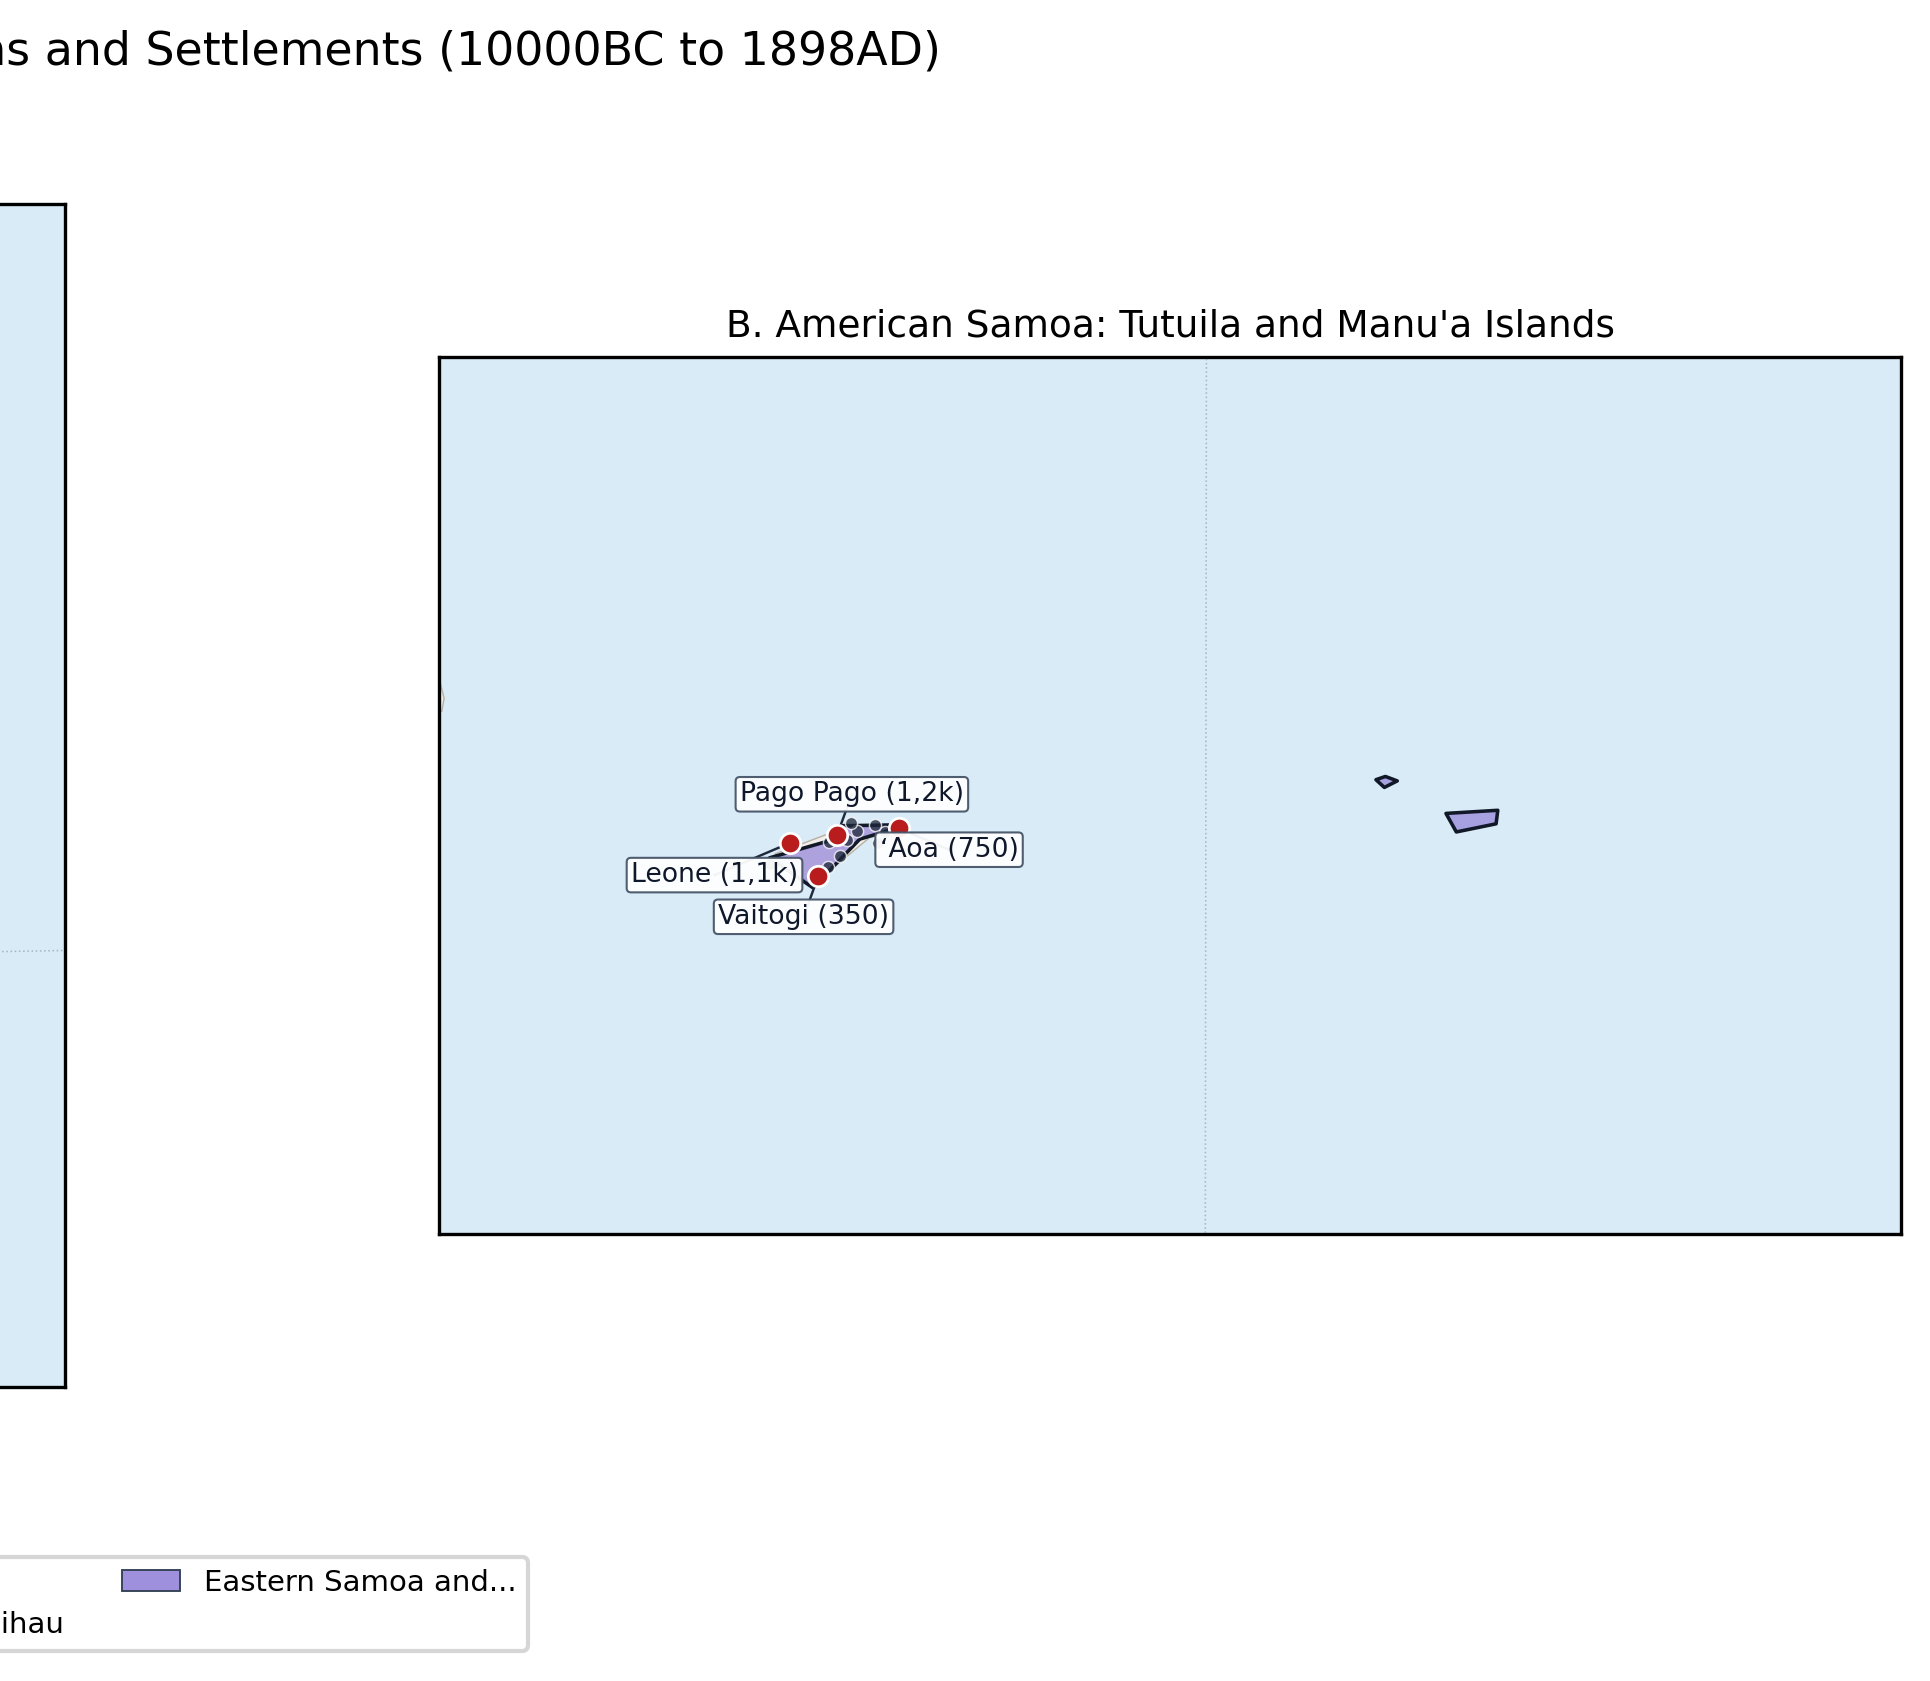 and Settlements (10000BC to 1898AD)
B. American Samoa: Tutuila and Manu'a Islands
Pago Pago (1,2k)
‘Aoa (750)
Leone (1,1k)
Vaitogi (350)
Eastern Samoa and...
ihau